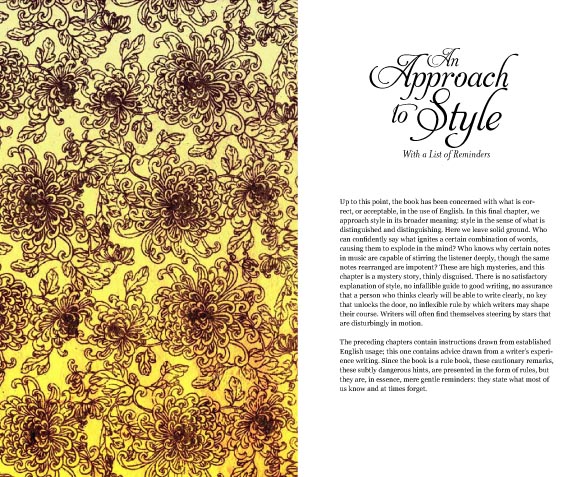 An
Approach
to Style
With a List of Reminders
Up to this point, the book has been concerned with what is cor-
rect, or acceptable, in the use of English. In this final chapter, we
approach style in its broader meaning: style in the sense of what is
distinguished and distinguishing. Here we leave solid ground. Who
can confidently say what ignites a certain combination of words,
causing them to explode in the mind? Who knows why certain notes
in music are capable of stirring the listener deeply, though the same
notes rearranged are impotent? These are high mysteries, and this
chapter is a mystery story, thinly disguised. There is no satisfactory
explanation of style, no infallible guide to good writing, no assurance
that a person who thinks clearly will be able to write clearly, no key
that unlocks the door, no inflexible rule by which writers may shape
their course. Writers will often find themselves steering by stars that
are disturbingly in motion.
The preceding chapters contain instructions drawn from established
English usage; this one contains advice drawn from a writer's experi-
ence writing. Since the book is a rule book, these cautionary remarks,
these subtly dangerous hints, are presented in the form of rules, but
they are, in essence, mere gentle reminders: they state what most of
us know and at times forget.